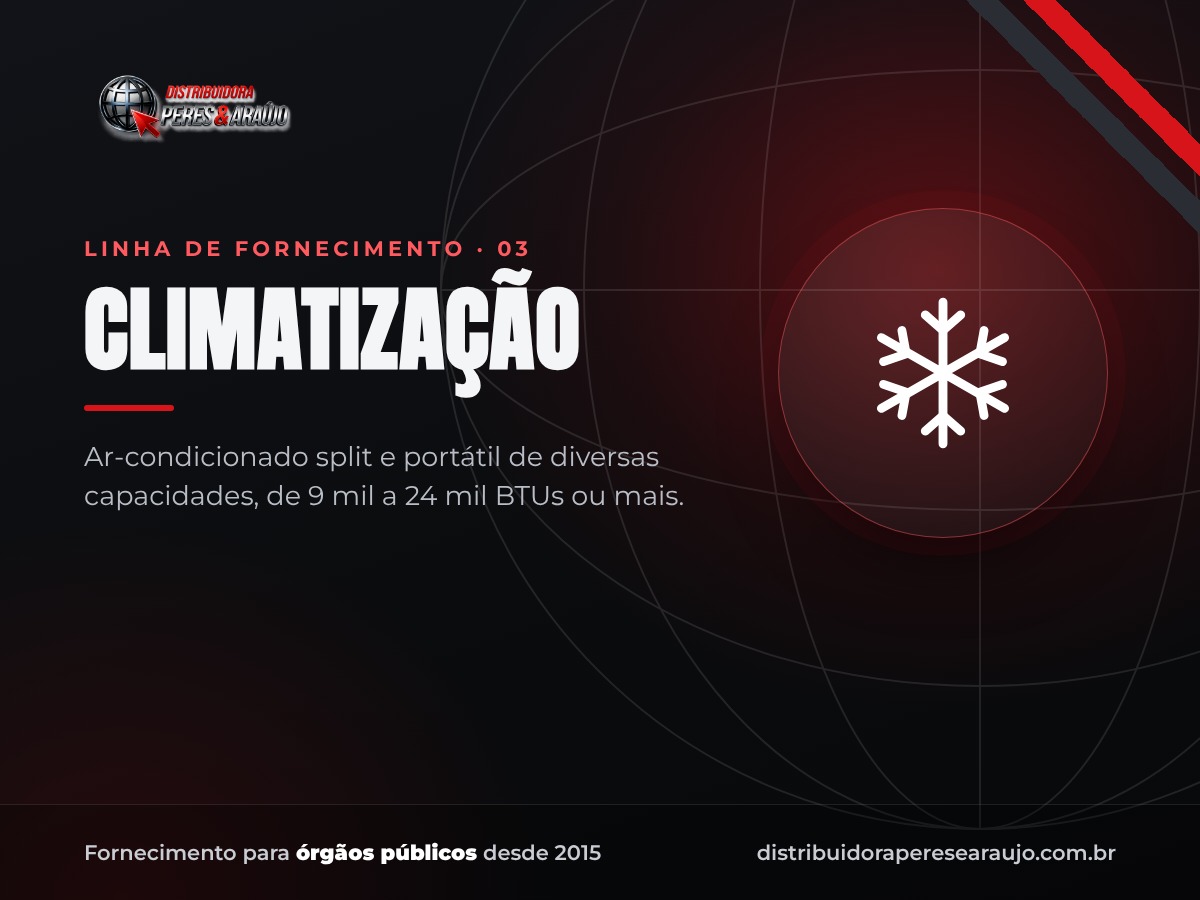 DISTRIBUIDORA
PERES & ARAÚJO
LINHA DE FORNECIMENTO · 03
CLIMATIZAÇÃO
Ar-condicionado split e portátil de diversas
capacidades, de 9 mil a 24 mil BTUs ou mais.
Fornecimento para órgãos públicos desde 2015
distribuidoraperesearaujo.com.br